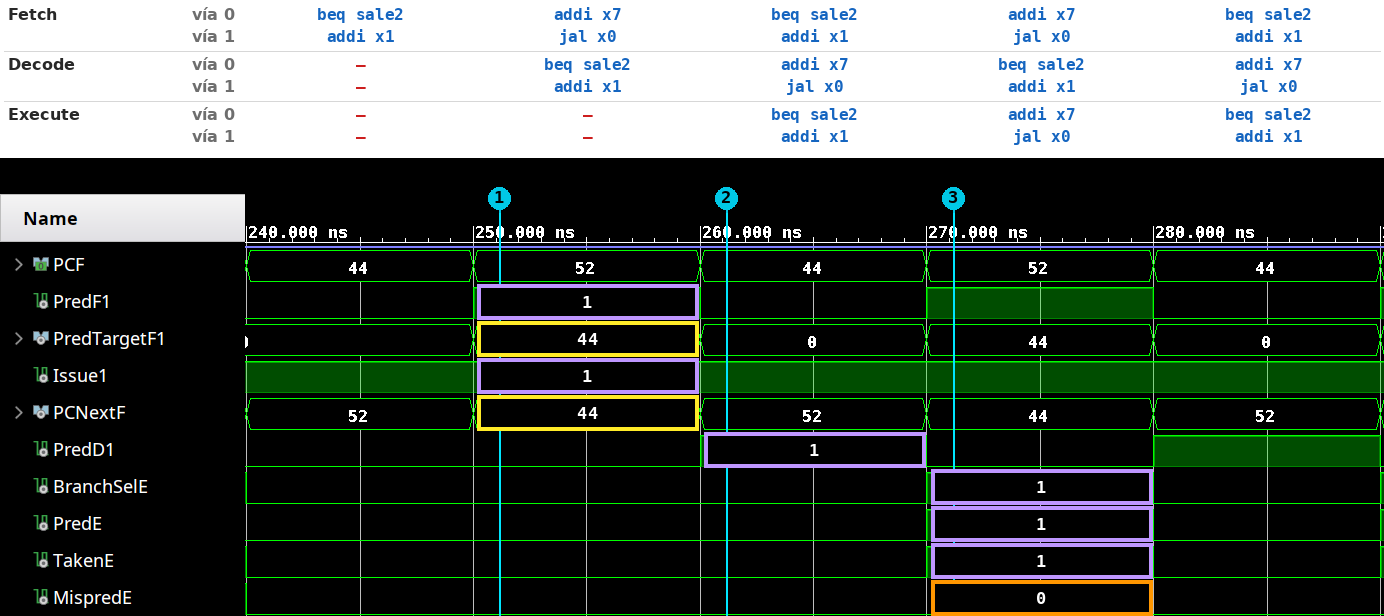 Fetch vía 0 beq sale2 addi x7 beq sale2 addi x7 beq sale2
vía 1 addi x1 jal x0 addi x1 jal x0 addi x1
Decode vía 0 – beq sale2 addi x7 beq sale2 addi x7
vía 1 – addi x1 jal x0 addi x1 jal x0
Execute vía 0 – – beq sale2 addi x7 beq sale2
vía 1 – – addi x1 jal x0 addi x1
1 2 3
Name 240.000 ns 250.000 ns 260.000 ns 270.000 ns 280.000 ns
PCF 44 52 44 52 44
PredF1 1
PredTargetF1 44 0 44 0
Issue1 1
PCNextF 52 44 52 44 52
PredD1 1
BranchSelE 1
PredE 1
TakenE 1
MispredE 0